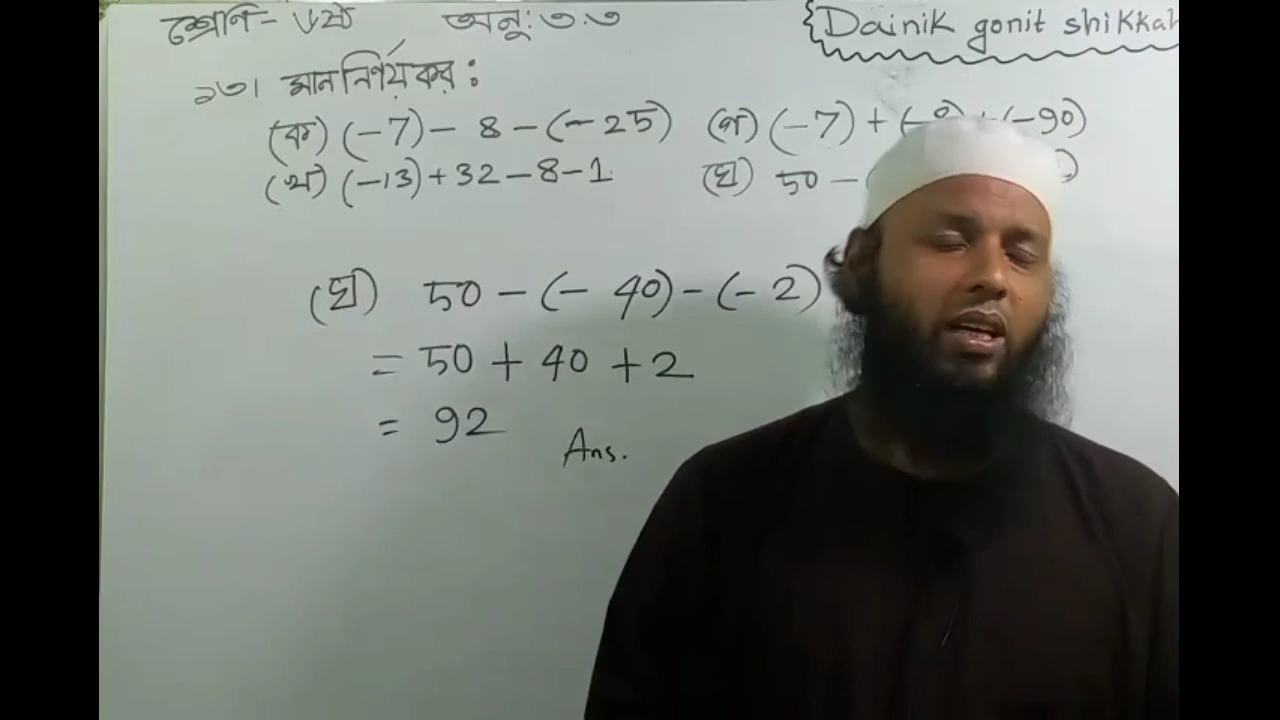 শ্রেণি- ৬ষ্ঠ অনু: ৩.৩
Dainik gonit shikkah
১৩। মান নির্ণয় কর :
(ক) (-7) - 8 - (-25) (গ) (-7) + (-8) + (-90)
(খ) (-13) + 32 - 8 - 1 (ঘ) 50 -
(ঘ) 50 - (- 40) - (- 2)
= 50 + 40 + 2
= 92 Ans.